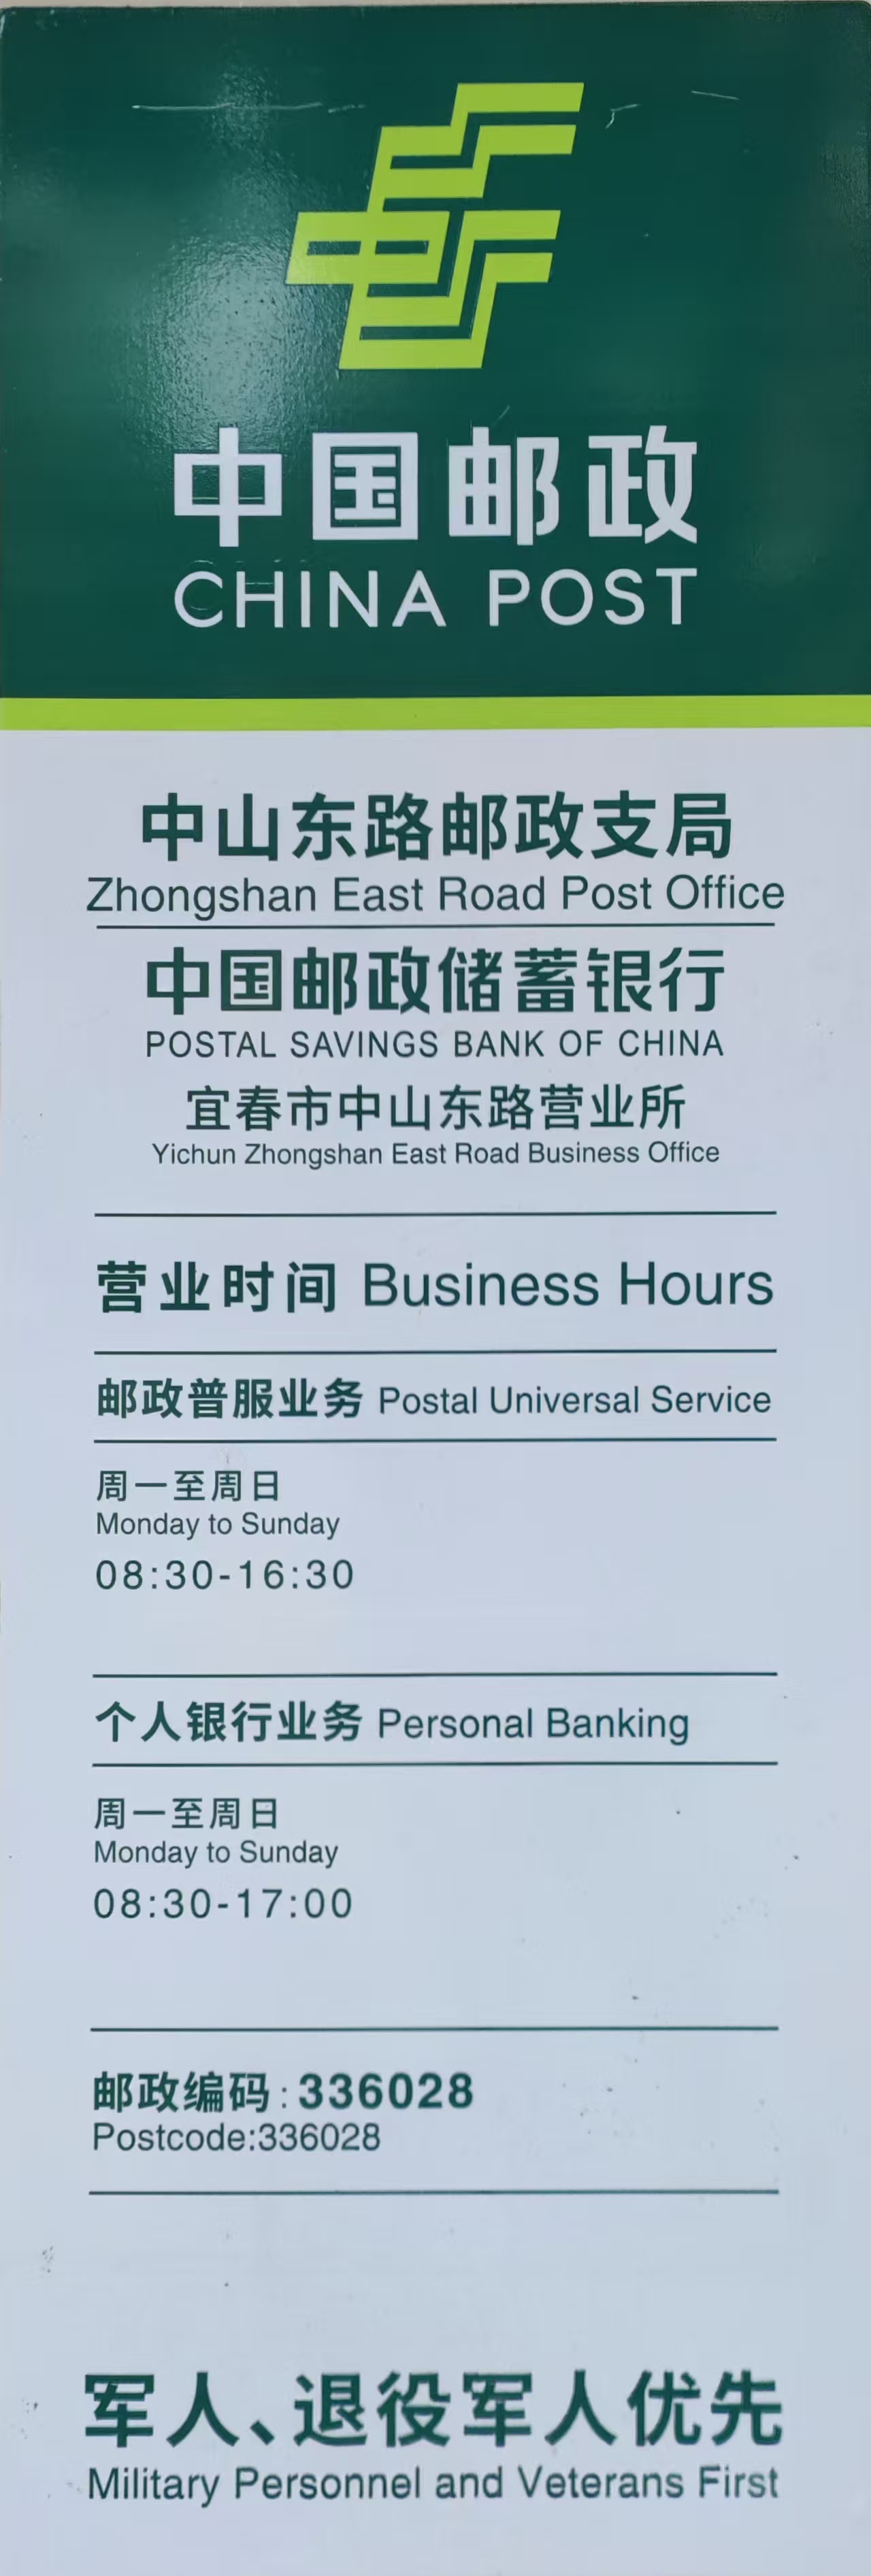 中国邮政
CHINA POST
中山东路邮政支局
Zhongshan East Road Post Office
中国邮政储蓄银行
POSTAL SAVINGS BANK OF CHINA
宜春市中山东路营业所
Yichun Zhongshan East Road Business Office
营业时间 Business Hours
邮政普服业务 Postal Universal Service
周一至周日
Monday to Sunday
08:30-16:30
个人银行业务 Personal Banking
周一至周日
Monday to Sunday
08:30-17:00
邮政编码:336028
Postcode:336028
军人、退役军人优先
Military Personnel and Veterans First